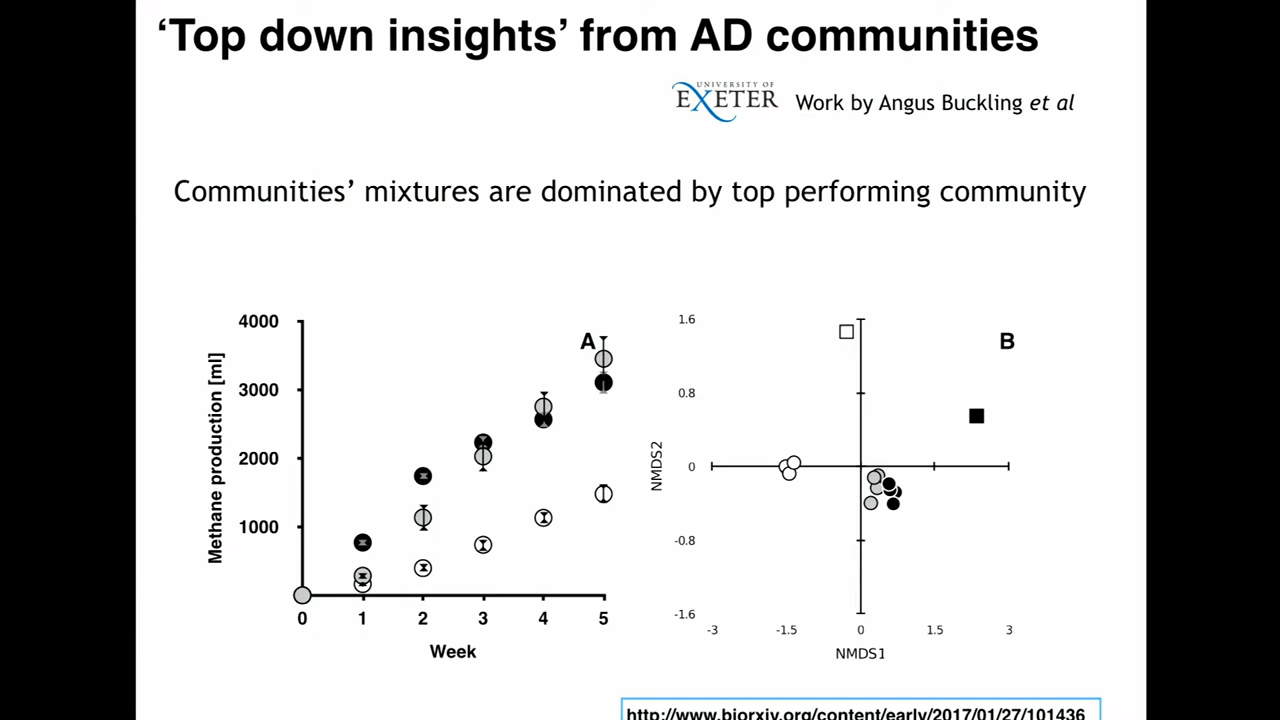 ‘Top down insights’ from AD communities
UNIVERSITY OF
EXETER
Work by Angus Buckling et al
Communities’ mixtures are dominated by top performing community
A
4000
3000
2000
1000
0 1 2 3 4 5
Methane production [ml]
Week
B
1.6
0.8
0
-0.8
-1.6
-3 -1.5 0 1.5 3
NMDS2
NMDS1
http://www.biorxiv.org/content/early/2017/01/27/101436